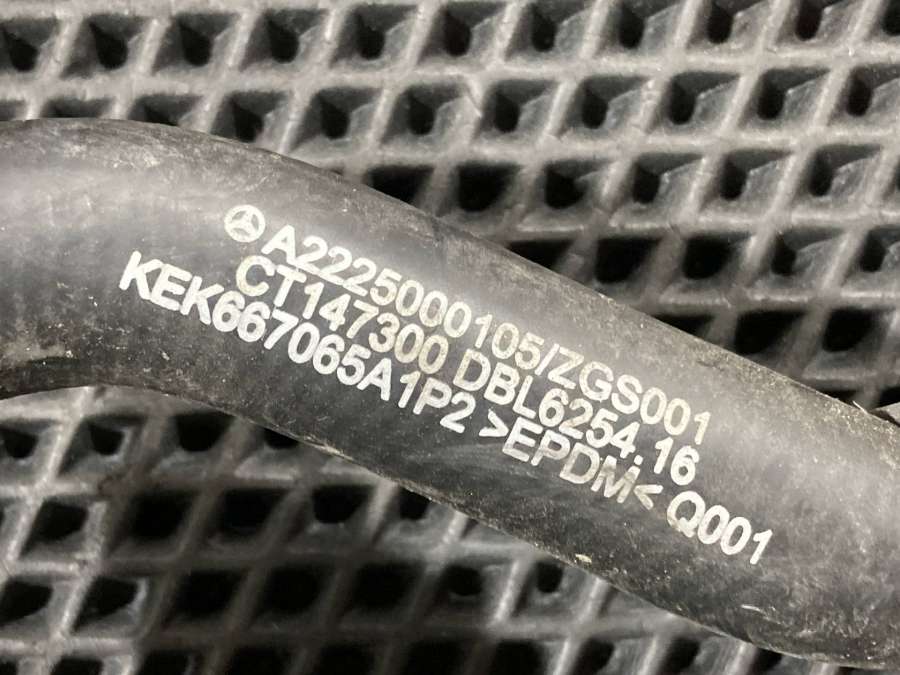 A2225000105/ZGS001
CT147300 DBL6254.16
KEK667065A1P2 >EPDM< Q001